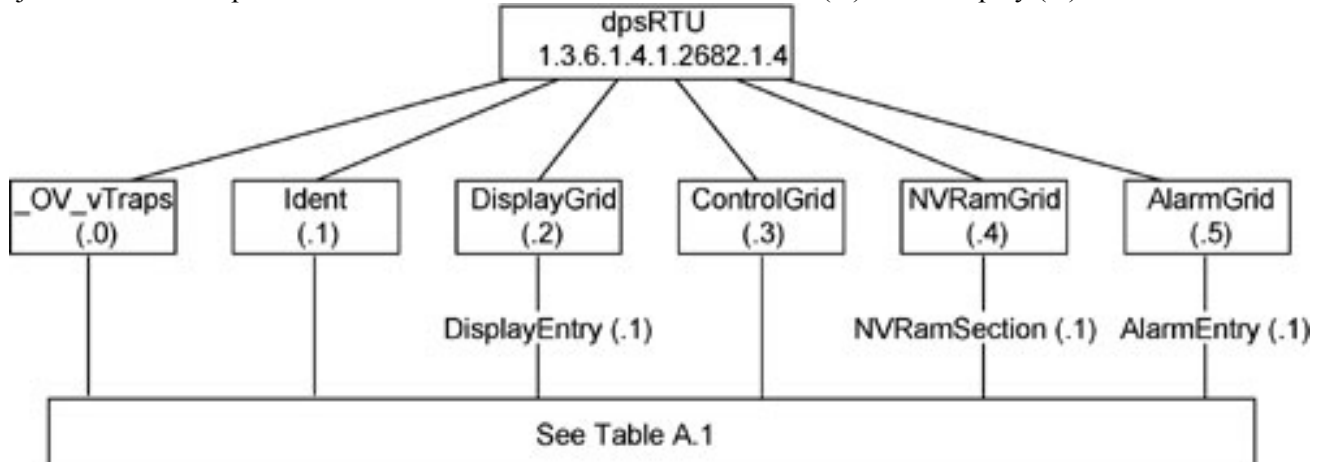 dpsRTU
1.3.6.1.4.1.2682.1.4
_OV_vTraps
(.0)
Ident
(.1)
DisplayGrid
(.2)
ControlGrid
(.3)
NVRamGrid
(.4)
AlarmGrid
(.5)
DisplayEntry (.1)
NVRamSection (.1)
AlarmEntry (.1)
See Table A.1